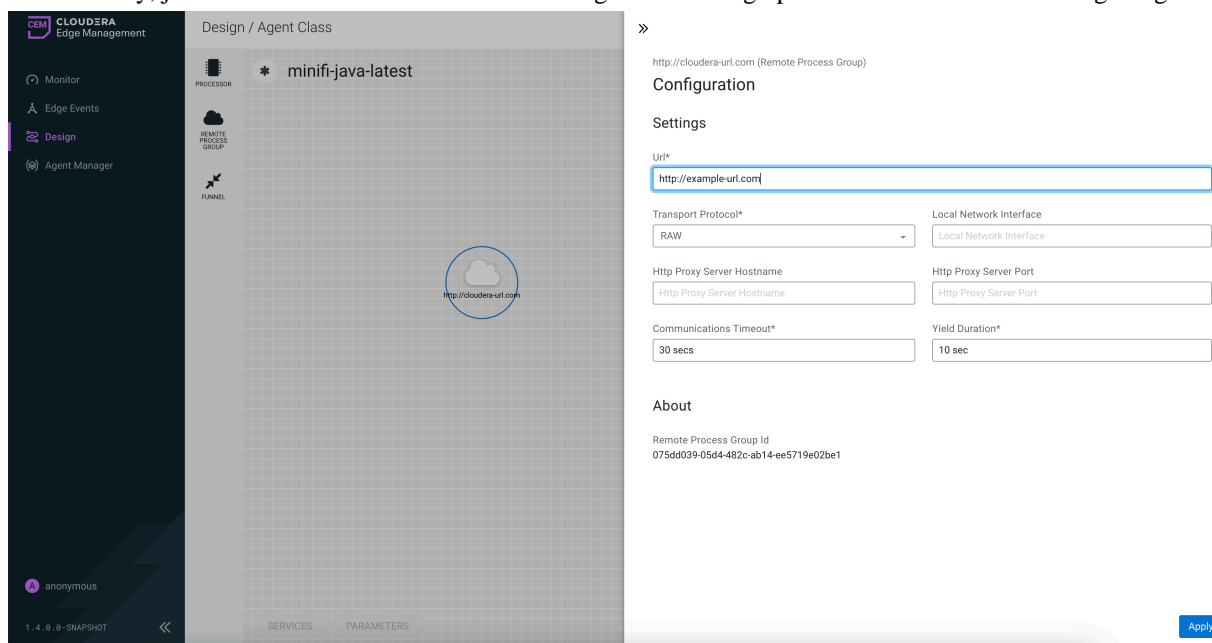 CEM CLOUDERA
Edge Management
Monitor
Edge Events
Design
Agent Manager
A anonymous
1.4.0.0-SNAPSHOT
Design / Agent Class
PROCESSOR
REMOTE
PROCESS
GROUP
FUNNEL
minifi-java-latest
http://cloudera-url.com
SERVICES PARAMETERS
http://cloudera-url.com (Remote Process Group)
Configuration
Settings
Url*
http://example-url.com
Transport Protocol* Local Network Interface
RAW Local Network Interface
Http Proxy Server Hostname Http Proxy Server Port
Http Proxy Server Hostname Http Proxy Server Port
Communications Timeout* Yield Duration*
30 secs 10 sec
About
Remote Process Group Id
075dd039-05d4-482c-ab14-ee5719e02be1
Apply